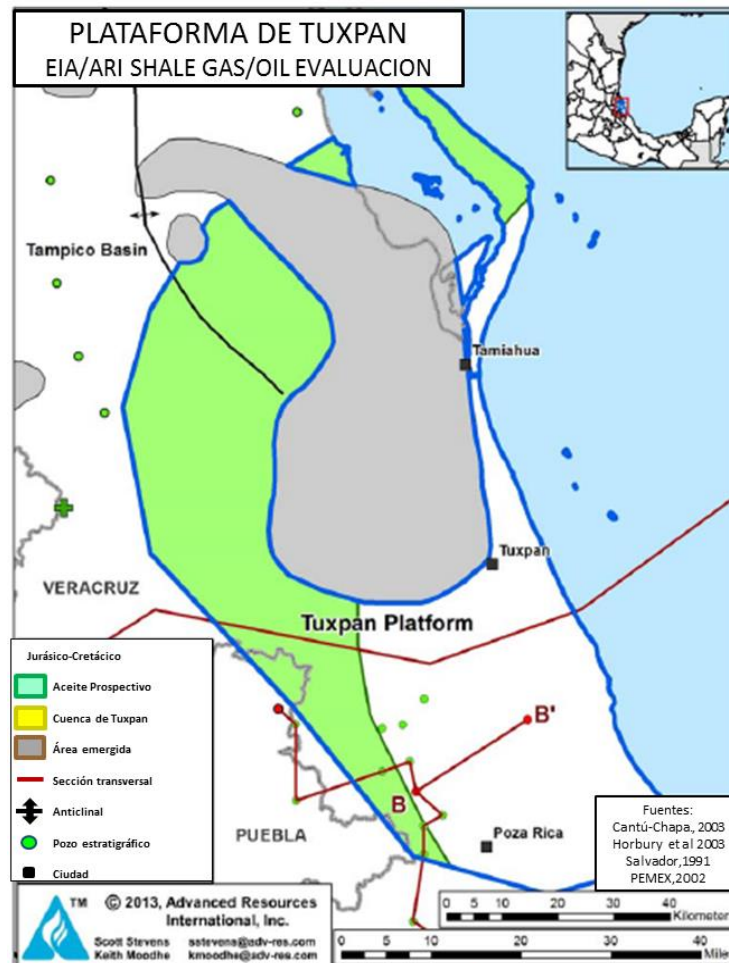 PLATAFORMA DE TUXPAN
EIA/ARI SHALE GAS/OIL EVALUACION
Tampico Basin
Tamiahua
Tuxpan
VERACRUZ
Tuxpan Platform
B'
B
PUEBLA
Poza Rica
Jurásico-Cretácico
Aceite Prospectivo
Cuenca de Tuxpan
Área emergida
Sección transversal
Anticlinal
Pozo estratigráfico
Ciudad
Fuentes:
Cantú-Chapa., 2003
Horbury et al 2003
Salvador,1991
PEMEX,2002
TM
© 2013, Advanced Resources
International, Inc.
Scott Stevens sstevens@adv-res.com
Keith Moodhe kmoodhe@adv-res.com
0 5 10 20 30 40
Kilometer
0 5 10 20 30 40
Mile